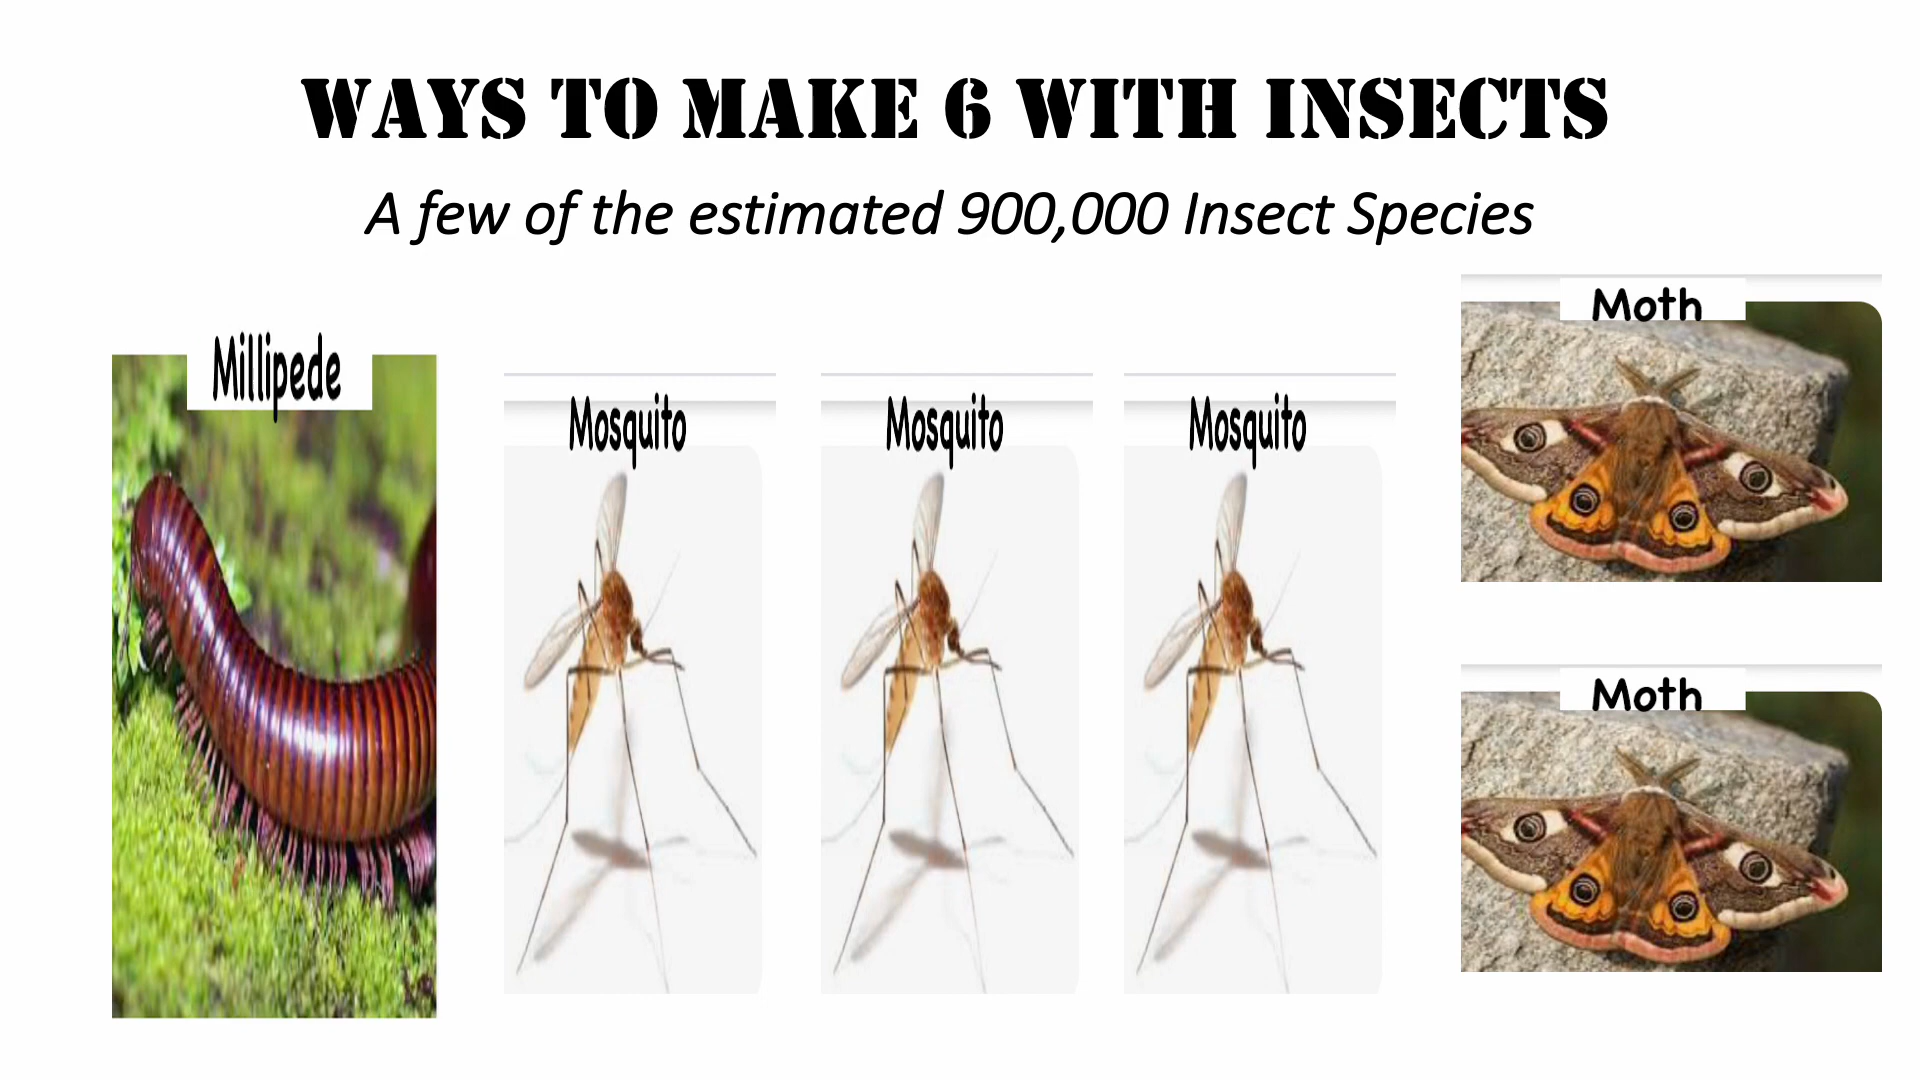 WAYS TO MAKE 6 WITH INSECTS
A few of the estimated 900,000 Insect Species
Millipede
Mosquito
Mosquito
Mosquito
Moth
Moth